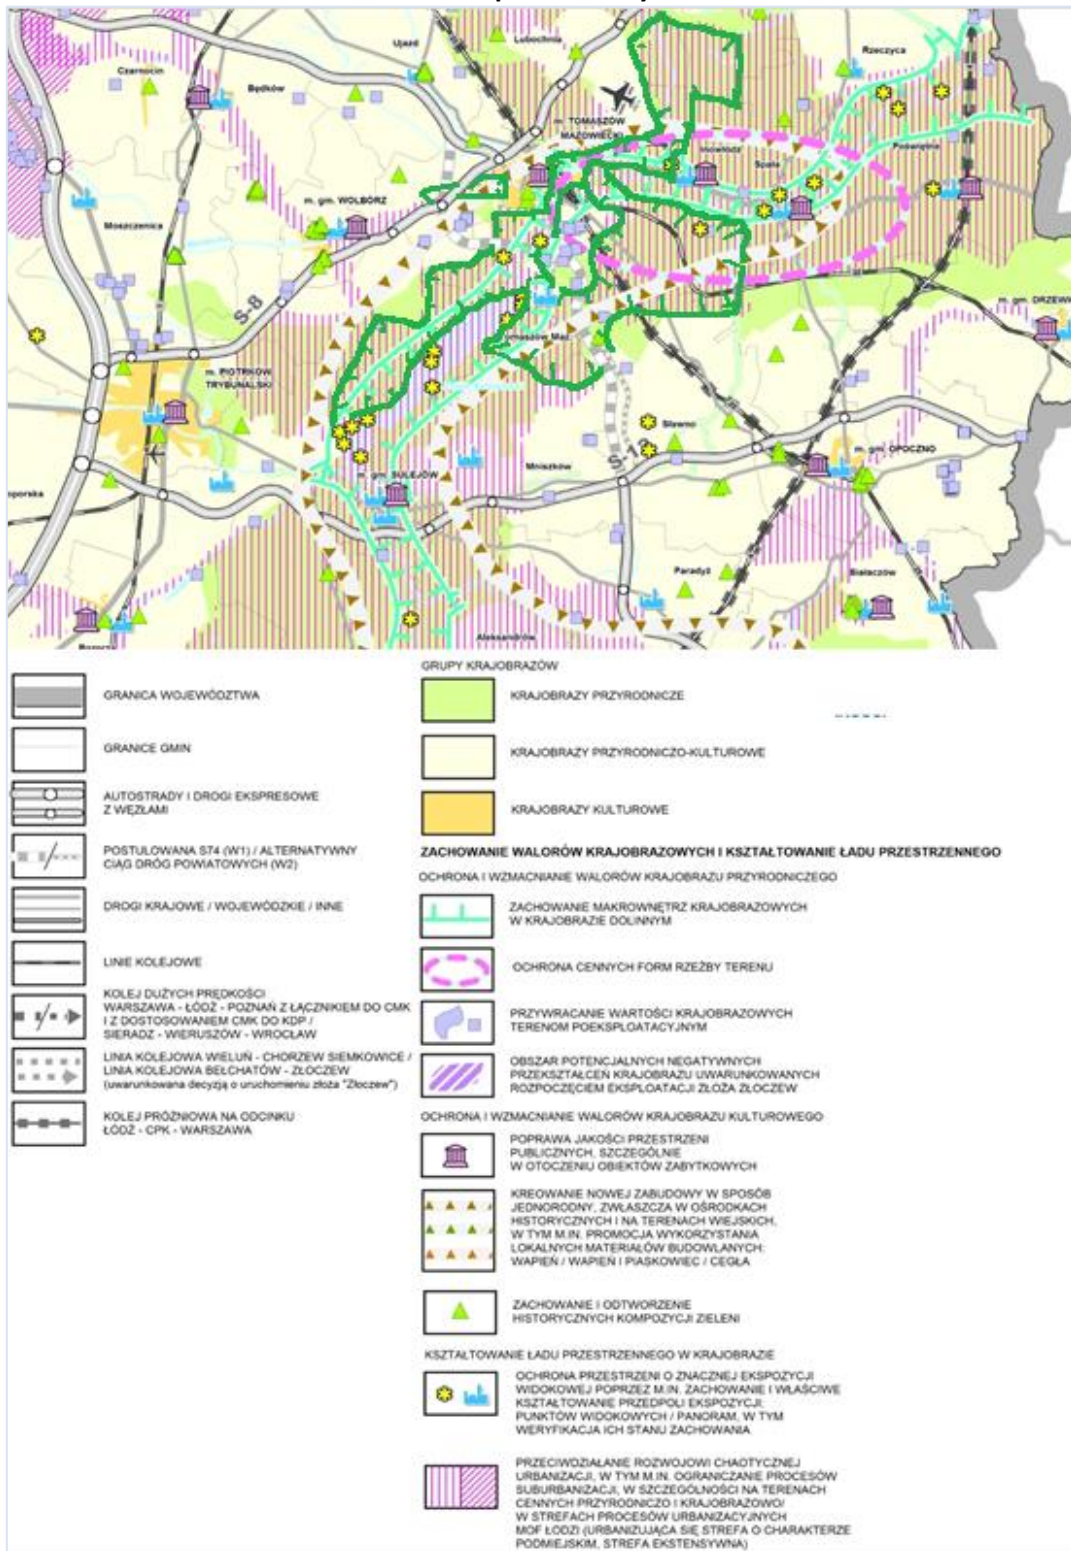 Ujazd
Lubochnia
Rzeczyca
Czarnocin
Będków
m. TOMASZÓW
MAZOWIECKI
Inowłódz
Spała
Poświętne
m. gm. WOLBÓRZ
Moszczenica
S-8
m. gm. DRZEWI
m. PIOTRKÓW
TRYBUNALSKI
omaszów Maz.
Sławno
Mniszków
m. gm. OPOCZNO
m. gm. SULEJÓW
oporska
Paradyż
Białaczów
Aleksandrów
GRUPY KRAJOBRAZÓW
GRANICA WOJEWÓDZTWA
GRANICE GMIN
AUTOSTRADY I DROGI EKSPRESOWE
Z WĘZŁAMI
POSTULOWANA S74 (W1) / ALTERNATYWNY
CIĄG DRÓG POWIATOWYCH (W2)
DROGI KRAJOWE / WOJEWÓDZKIE / INNE
LINIE KOLEJOWE
KOLEJ DUŻYCH PRĘDKOŚCI
WARSZAWA - ŁÓDŹ - POZNAŃ Z ŁĄCZNIKIEM DO CMK
I Z DOSTOSOWANIEM CMK DO KDP /
SIERADZ - WIERUSZÓW - WROCŁAW
LINIA KOLEJOWA WIELUŃ - CHORZEW SIEMKOWICE /
LINIA KOLEJOWA BEŁCHATÓW - ZŁOCZEW
(uwarunkowana decyzją o uruchomieniu złoża "Złoczew")
KOLEJ PRÓŻNIOWA NA ODCINKU
ŁÓDŹ - CPK - WARSZAWA
KRAJOBRAZY PRZYRODNICZE
KRAJOBRAZY PRZYRODNICZO-KULTUROWE
KRAJOBRAZY KULTUROWE
ZACHOWANIE WALORÓW KRAJOBRAZOWYCH I KSZTAŁTOWANIE ŁADU PRZESTRZENNEGO
OCHRONA I WZMACNIANIE WALORÓW KRAJOBRAZU PRZYRODNICZEGO
ZACHOWANIE MAKROWNĘTRZ KRAJOBRAZOWYCH
W KRAJOBRAZIE DOLINNYM
OCHRONA CENNYCH FORM RZEŹBY TERENU
PRZYWRACANIE WARTOŚCI KRAJOBRAZOWYCH
TERENOM POEKSPLOATACYJNYM
OBSZAR POTENCJALNYCH NEGATYWNYCH
PRZEKSZTAŁCEŃ KRAJOBRAZU UWARUNKOWANYCH
ROZPOCZĘCIEM EKSPLOATACJI ZŁOŻA ZŁOCZEW
OCHRONA I WZMACNIANIE WALORÓW KRAJOBRAZU KULTUROWEGO
POPRAWA JAKOŚCI PRZESTRZENI
PUBLICZNYCH, SZCZEGÓLNIE
W OTOCZENIU OBIEKTÓW ZABYTKOWYCH
KREOWANIE NOWEJ ZABUDOWY W SPOSÓB
JEDNORODNY, ZWŁASZCZA W OŚRODKACH
HISTORYCZNYCH I NA TERENACH WIEJSKICH,
W TYM M.IN. PROMOCJA WYKORZYSTANIA
LOKALNYCH MATERIAŁÓW BUDOWLANYCH:
WAPIEŃ / WAPIEŃ I PIASKOWIEC / CEGŁA
ZACHOWANIE I ODTWORZENIE
HISTORYCZNYCH KOMPOZYCJI ZIELENI
KSZTAŁTOWANIE ŁADU PRZESTRZENNEGO W KRAJOBRAZIE
OCHRONA PRZESTRZENI O ZNACZNEJ EKSPOZYCJI
WIDOKOWEJ POPRZEZ M.IN. ZACHOWANIE I WŁAŚCIWE
KSZTAŁTOWANIE PRZEDPOLI EKSPOZYCJI,
PUNKTÓW WIDOKOWYCH / PANORAM, W TYM
WERYFIKACJA ICH STANU ZACHOWANIA
PRZECIWDZIAŁANIE ROZWOJOWI CHAOTYCZNEJ
URBANIZACJI, W TYM M.IN. OGRANICZANIE PROCESÓW
SUBURBANIZACJI, W SZCZEGÓLNOŚCI NA TERENACH
CENNYCH PRZYRODNICZO I KRAJOBRAZOWO/
W STREFACH PROCESÓW URBANIZACYJNYCH
MOF ŁODZI (URBANIZUJĄCA SIĘ STREFA O CHARAKTERZE
PODMIEJSKIM, STREFA EKSTENSYWNA)